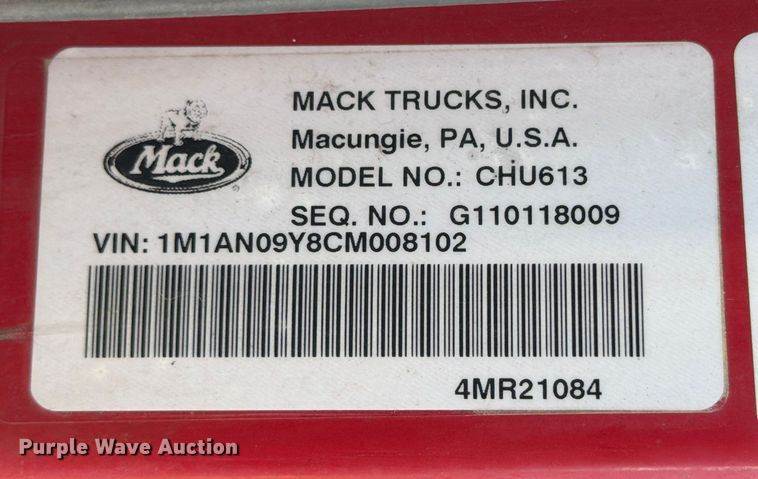 MACK TRUCKS, INC.
Mack
Macungie, PA, U.S.A.
MODEL NO.: CHU613
SEQ. NO.: G110118009
VIN: 1M1AN09Y8CM008102
4MR21084
Purple Wave Auction